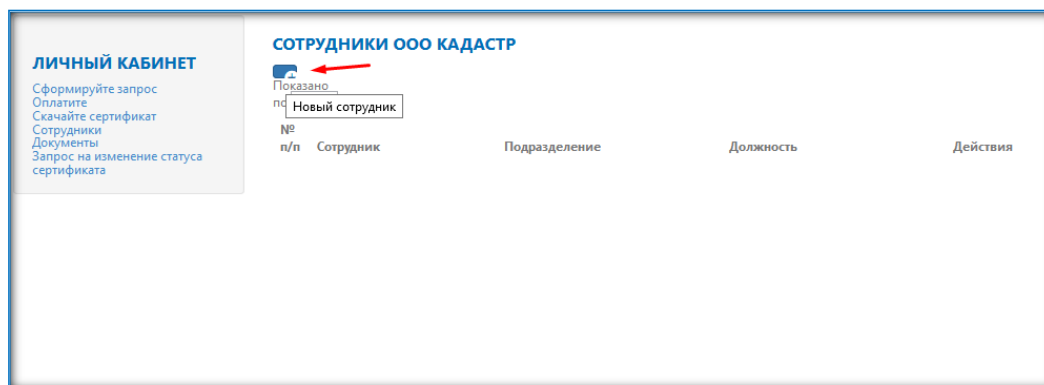 ЛИЧНЫЙ КАБИНЕТ
Сформируйте запрос
Оплатите
Скачайте сертификат
Сотрудники
Документы
Запрос на изменение статуса
сертификата
СОТРУДНИКИ ООО КАДАСТР
Показано
Новый сотрудник
№
п/п Сотрудник Подразделение Должность Действия